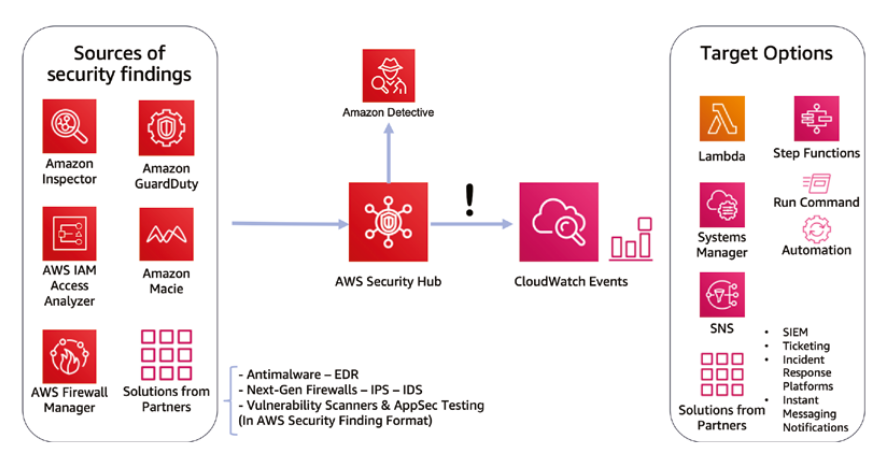 Sources of
security findings
Amazon
Inspector
Amazon
GuardDuty
AWS IAM
Access
Analyzer
Amazon
Macie
AWS Firewall
Manager
Solutions from
Partners
- Antimalware – EDR
- Next-Gen Firewalls – IPS – IDS
- Vulnerability Scanners & AppSec Testing
(In AWS Security Finding Format)
Amazon Detective
AWS Security Hub
!
CloudWatch Events
Target Options
Lambda
Step Functions
Run Command
Systems
Manager
Automation
SNS
Solutions from
Partners
• SIEM
• Ticketing
• Incident
Response
Platforms
• Instant
Messaging
Notifications